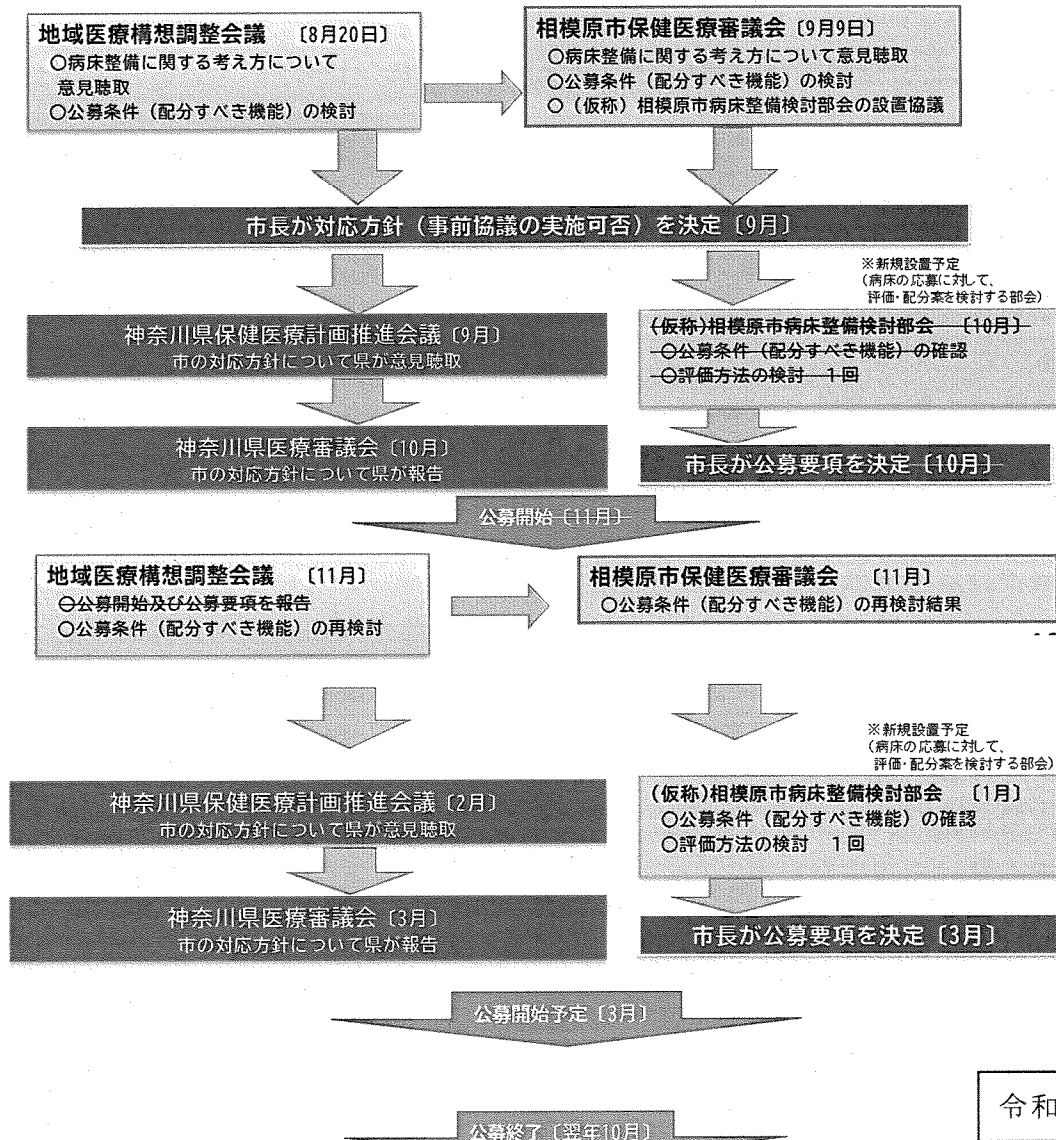 地域医療構想調整会議 〔8月20日〕
○病床整備に関する考え方について
意見聴取
○公募条件(配分すべき機能)の検討
相模原市保健医療審議会〔9月9日〕
○病床整備に関する考え方について意見聴取
○公募条件(配分すべき機能)の検討
○(仮称)相模原市病床整備検討部会の設置協議
市長が対応方針(事前協議の実施可否)を決定〔9月〕
※新規設置予定
(病床の応募に対して、
評価・配分案を検討する部会)
神奈川県保健医療計画推進会議〔9月〕
市の対応方針について県が意見聴取
(仮称)相模原市病床整備検討部会 〔10月〕
○公募条件(配分すべき機能)の確認
○評価方法の検討 1回
神奈川県医療審議会〔10月〕
市の対応方針について県が報告
市長が公募要項を決定〔10月〕
公募開始〔11月〕
地域医療構想調整会議 〔11月〕
○公募開始及び公募要項を報告
○公募条件(配分すべき機能)の再検討
相模原市保健医療審議会 〔11月〕
○公募条件(配分すべき機能)の再検討結果
※新規設置予定
(病床の応募に対して、
評価・配分案を検討する部会)
神奈川県保健医療計画推進会議〔2月〕
市の対応方針について県が意見聴取
(仮称)相模原市病床整備検討部会 〔1月〕
○公募条件(配分すべき機能)の確認
○評価方法の検討 1回
神奈川県医療審議会〔3月〕
市の対応方針について県が報告
市長が公募要項を決定〔3月〕
公募開始予定〔3月〕
令和
公募終了〔翌年10月〕